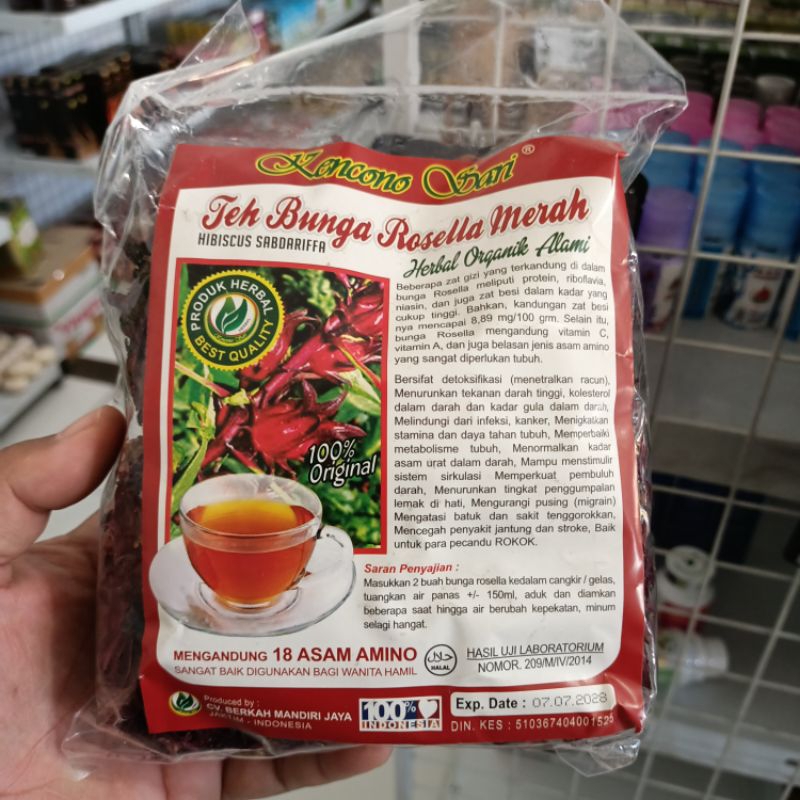 Kencono Sari ®
Teh Bunga Rosella Merah
HIBISCUS SABDARIFFA
Herbal Organik Alami
PRODUK HERBAL
BEST QUALITY
100%
Original
Beberapa zat gizi yang terkandung di dalam
bunga Rosella meliputi protein, riboflavia,
niasin, dan juga zat besi dalam kadar yang
cukup tinggi. Bahkan, kandungan zat besi
nya mencapai 8,89 mg/100 grm. Selain itu,
bunga Rosella mengandung vitamin C,
vitamin A, dan juga belasan jenis asam amino
yang sangat diperlukan tubuh.
Bersifat detoksifikasi (menetralkan racun),
Menurunkan tekanan darah tinggi, kolesterol
dalam darah dan kadar gula dalam darah,
Melindungi dari infeksi, kanker, Menigkatkan
stamina dan daya tahan tubuh, Memperbaiki
metabolisme tubuh, Menormalkan kadar
asam urat dalam darah, Mampu menstimulir
sistem sirkulasi Memperkuat pembuluh
darah, Menurunkan tingkat penggumpalan
lemak di hati, Mengurangi pusing (migrain)
Mengatasi batuk dan sakit tenggorokkan,
Mencegah penyakit jantung dan stroke, Baik
untuk para pecandu ROKOK.
Saran Penyajian :
Masukkan 2 buah bunga rosella kedalam cangkir / gelas,
tuangkan air panas +/- 150ml, aduk dan diamkan
beberapa saat hingga air berubah kepekatan, minum
selagi hangat.
MENGANDUNG 18 ASAM AMINO
SANGAT BAIK DIGUNAKAN BAGI WANITA HAMIL
HALAL
HASIL UJI LABORATORIUM
NOMOR. 209/M/IV/2014
Produced by :
CV. BERKAH MANDIRI JAYA
JAKTIM - INDONESIA
100%
INDONESIA
Exp. Date : 07.07.2028
DIN. KES : 510367404001529